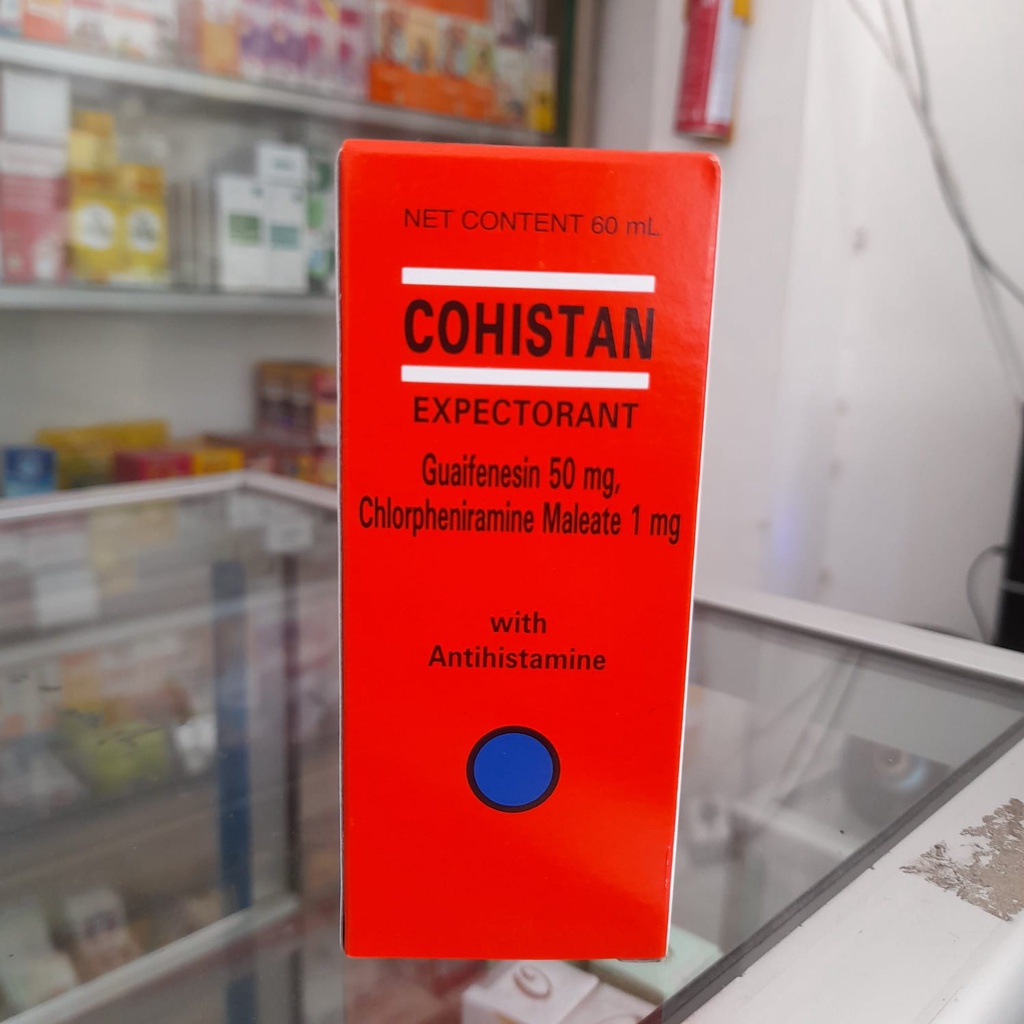 NET CONTENT 60 mL
COHISTAN
EXPECTORANT
Guaifenesin 50 mg,
Chlorpheniramine Maleate 1 mg
with
Antihistamine